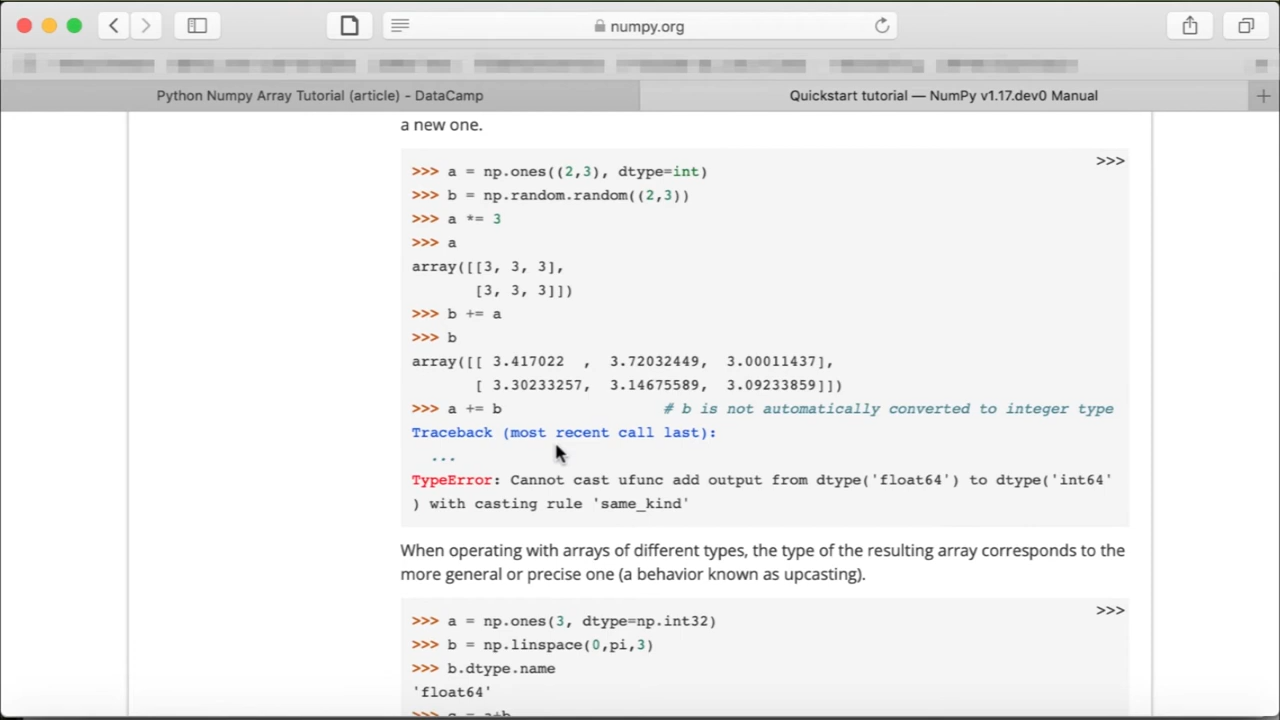 numpy.org
Python Numpy Array Tutorial (article) - DataCamp
Quickstart tutorial — NumPy v1.17.dev0 Manual
a new one.
>>>
>>> a = np.ones((2,3), dtype=int)
>>> b = np.random.random((2,3))
>>> a *= 3
>>> a
array([[3, 3, 3],
       [3, 3, 3]])
>>> b += a
>>> b
array([[ 3.417022  ,  3.72032449,  3.00011437],
       [ 3.30233257,  3.14675589,  3.09233859]])
>>> a += b                  # b is not automatically converted to integer type
Traceback (most recent call last):
  ...
TypeError: Cannot cast ufunc add output from dtype('float64') to dtype('int64'
) with casting rule 'same_kind'
When operating with arrays of different types, the type of the resulting array corresponds to the
more general or precise one (a behavior known as upcasting).
>>>
>>> a = np.ones(3, dtype=np.int32)
>>> b = np.linspace(0,pi,3)
>>> b.dtype.name
'float64'
>>> c = a+b